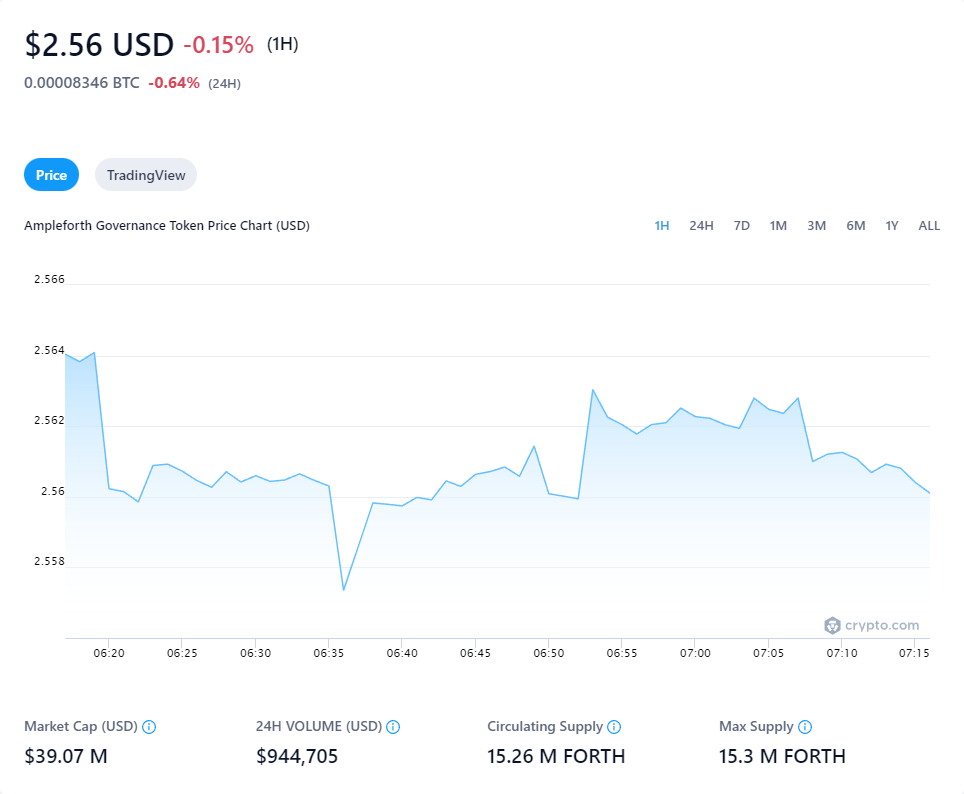 $2.56 USD -0.15% (1H)
0.00008346 BTC -0.64% (24H)
Price TradingView
Ampleforth Governance Token Price Chart (USD) 1H 24H 7D 1M 3M 6M 1Y ALL
2.566
2.564
2.562
2.56
2.558
crypto.com
06:20 06:25 06:30 06:35 06:40 06:45 06:50 06:55 07:00 07:05 07:10 07:15
Market Cap (USD) 24H VOLUME (USD) Circulating Supply Max Supply
$39.07 M $944,705 15.26 M FORTH 15.3 M FORTH